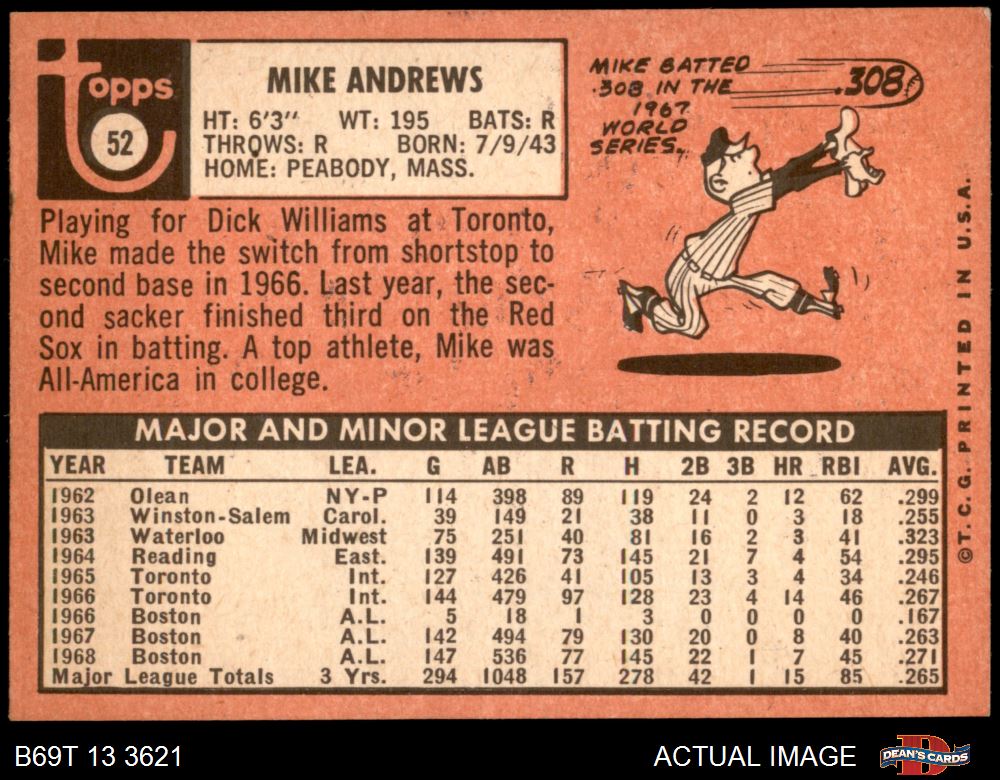 Topps
52
MIKE ANDREWS
HT: 6'3" WT: 195 BATS: R
THROWS: R BORN: 7/9/43
HOME: PEABODY, MASS.
MIKE BATTED
.308 IN THE
1967
WORLD
SERIES.
.308
Playing for Dick Williams at Toronto,
Mike made the switch from shortstop to
second base in 1966. Last year, the sec-
ond sacker finished third on the Red
Sox in batting. A top athlete, Mike was
All-America in college.
MAJOR AND MINOR LEAGUE BATTING RECORD
YEAR TEAM LEA. G AB R H 2B 3B HR RBI AVG.
1962 Olean NY-P 114 398 89 119 24 2 12 62 .299
1963 Winston-Salem Carol. 39 149 21 38 11 0 3 18 .255
1963 Waterloo Midwest 75 251 40 81 16 2 3 41 .323
1964 Reading East. 139 491 73 145 21 7 4 54 .295
1965 Toronto Int. 127 426 41 105 13 3 4 34 .246
1966 Toronto Int. 144 479 97 128 23 4 14 46 .267
1966 Boston A.L. 5 18 1 3 0 0 0 0 .167
1967 Boston A.L. 142 494 79 130 20 0 8 40 .263
1968 Boston A.L. 147 536 77 145 22 1 7 45 .271
Major League Totals 3 Yrs. 294 1048 157 278 42 1 15 85 .265
©T.C.G. PRINTED IN U.S.A.
B69T 13 3621
ACTUAL IMAGE
DEAN'S CARDS